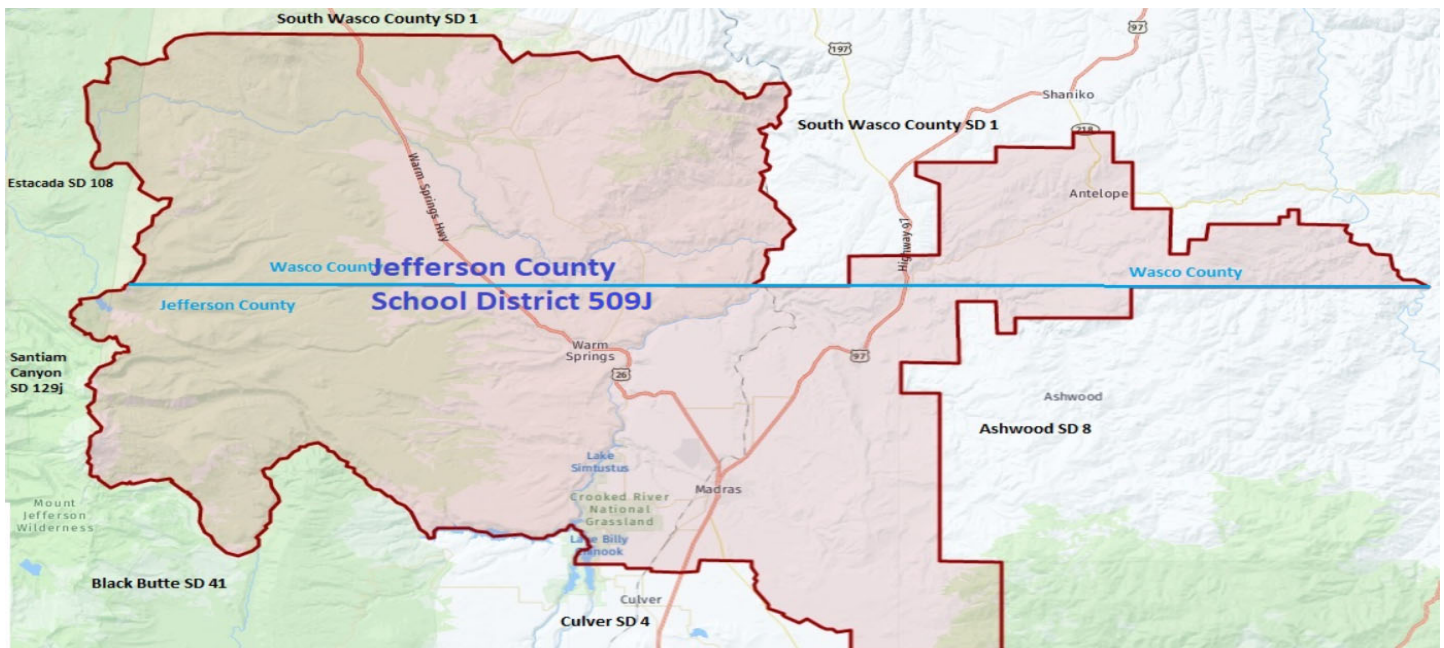 South Wasco County SD 1
97
197
Shaniko
South Wasco County SD 1
218
Warm Springs Hwy
Estacada SD 108
Antelope
Highway 97
Wasco County
Jefferson County
Wasco County
Jefferson County
School District 509J
Santiam
Canyon
SD 129j
Warm
Springs
97
26
Ashwood
Ashwood SD 8
Lake
Simtustus
Madras
Crooked River
National
Grassland
Mount
Jefferson
Wilderness
Lake Billy
Chinook
Black Butte SD 41
Culver
Culver SD 4